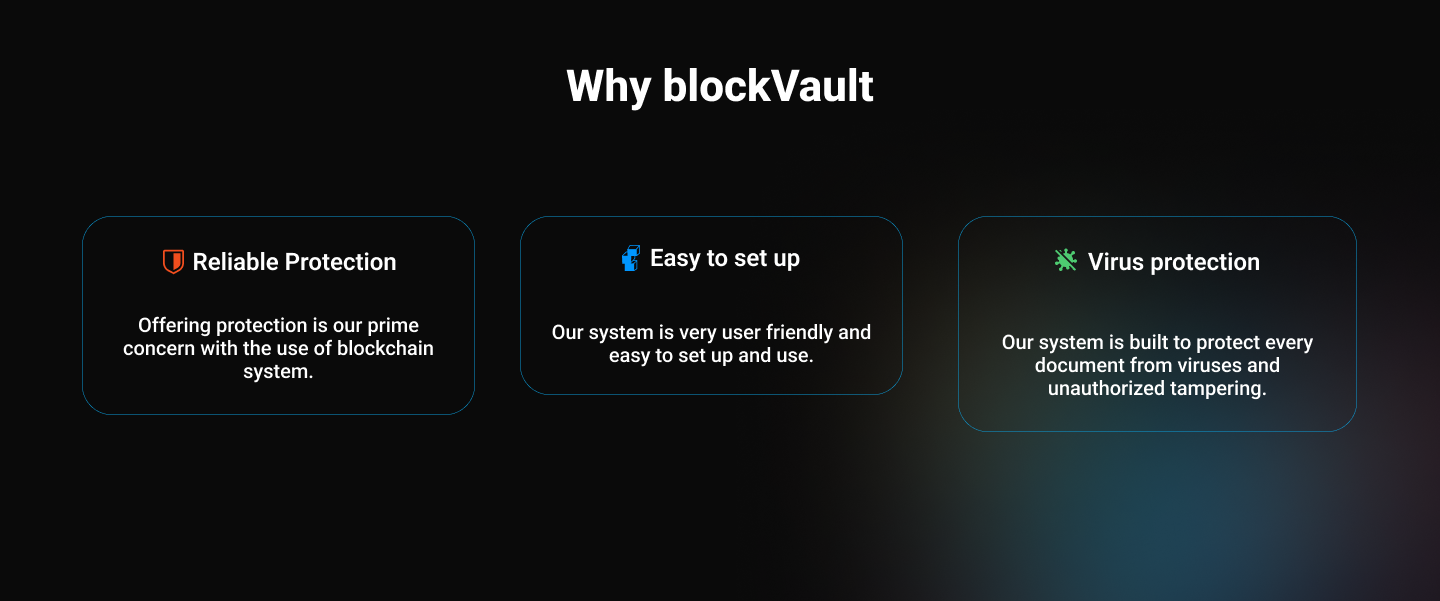 Why blockVault
Reliable Protection
Offering protection is our prime
concern with the use of blockchain
system.
Easy to set up
Our system is very user friendly and
easy to set up and use.
Virus protection
Our system is built to protect every
document from viruses and
unauthorized tampering.